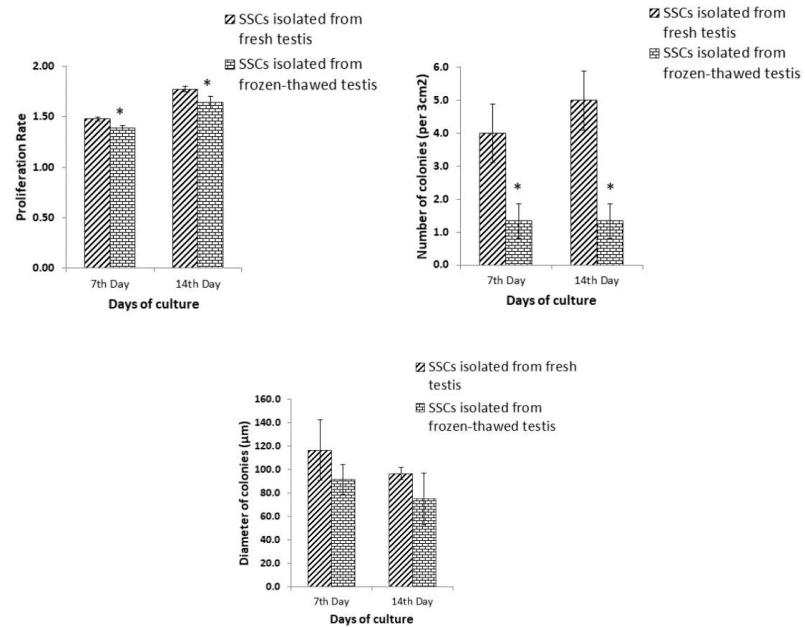 SSCs isolated from
fresh testis
SSCs isolated from
frozen-thawed testis
2.00
1.50
1.00
0.50
0.00
Proliferation Rate
*
*
7th Day
14th Day
Days of culture
SSCs isolated from
fresh testis
SSCs isolated from
frozen-thawed testis
6.0
5.0
4.0
3.0
2.0
1.0
0.0
Number of colonies (per 3cm2)
*
*
7th Day
14th Day
Days of culture
SSCs isolated from fresh
testis
SSCs isolated from
frozen-thawed testis
160.0
140.0
120.0
100.0
80.0
60.0
40.0
20.0
0.0
Diameter of colonies (µm)
7th Day
14th Day
Days of culture